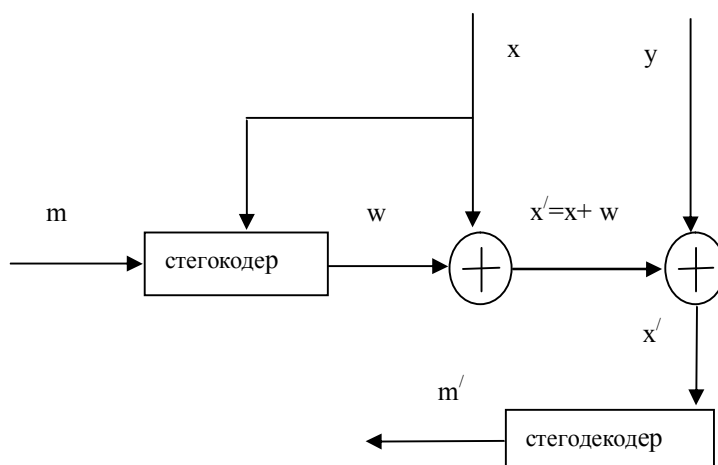 x
y
m
w
x/=x+ w
стегокодер
x/
m/
стегодекодер